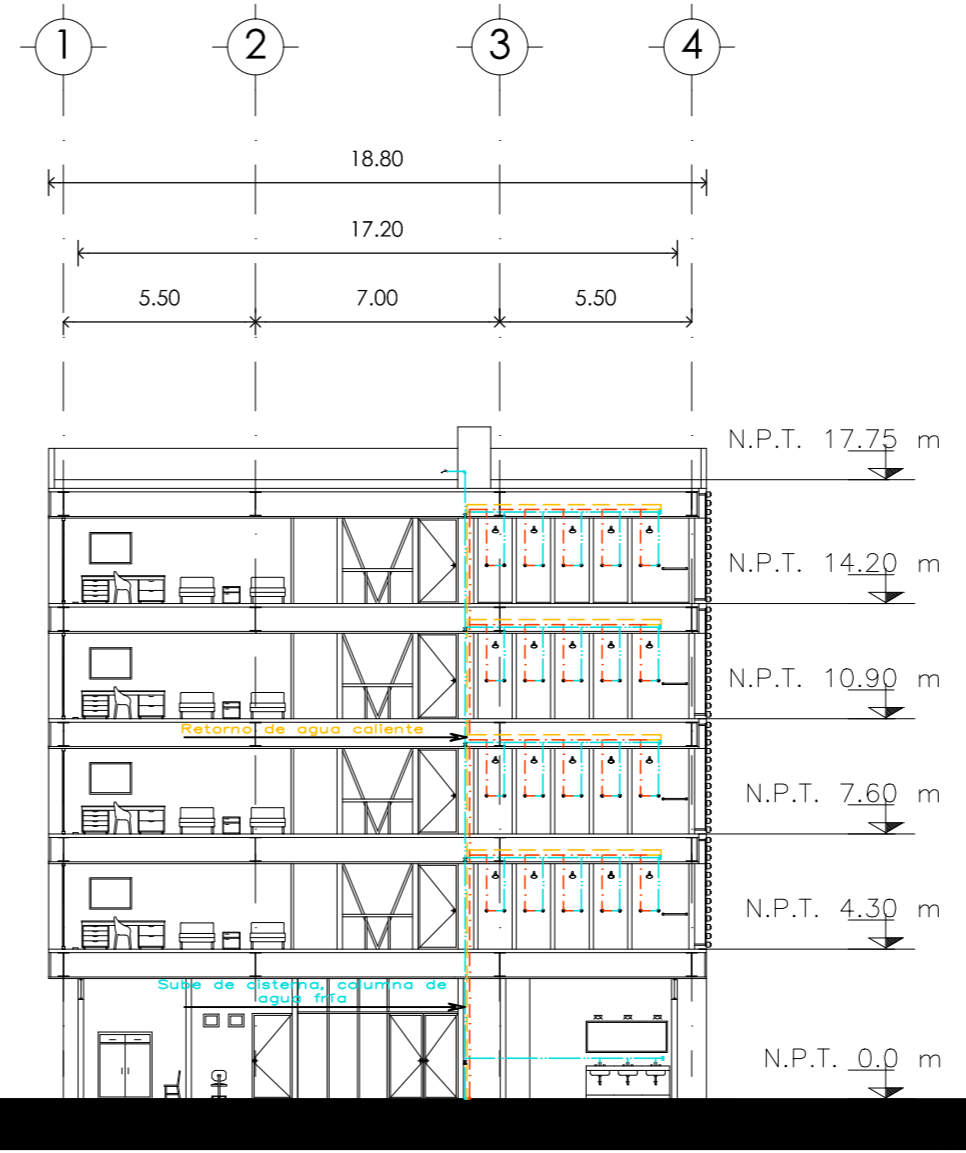 1 2 3 4
18.80
17.20
5.50 7.00 5.50
N.P.T. 17.75 m
N.P.T. 14.20 m
N.P.T. 10.90 m
Retorno de agua caliente
N.P.T. 7.60 m
N.P.T. 4.30 m
Sube de cisterna, columna de
agua fría
N.P.T. 0.0 m